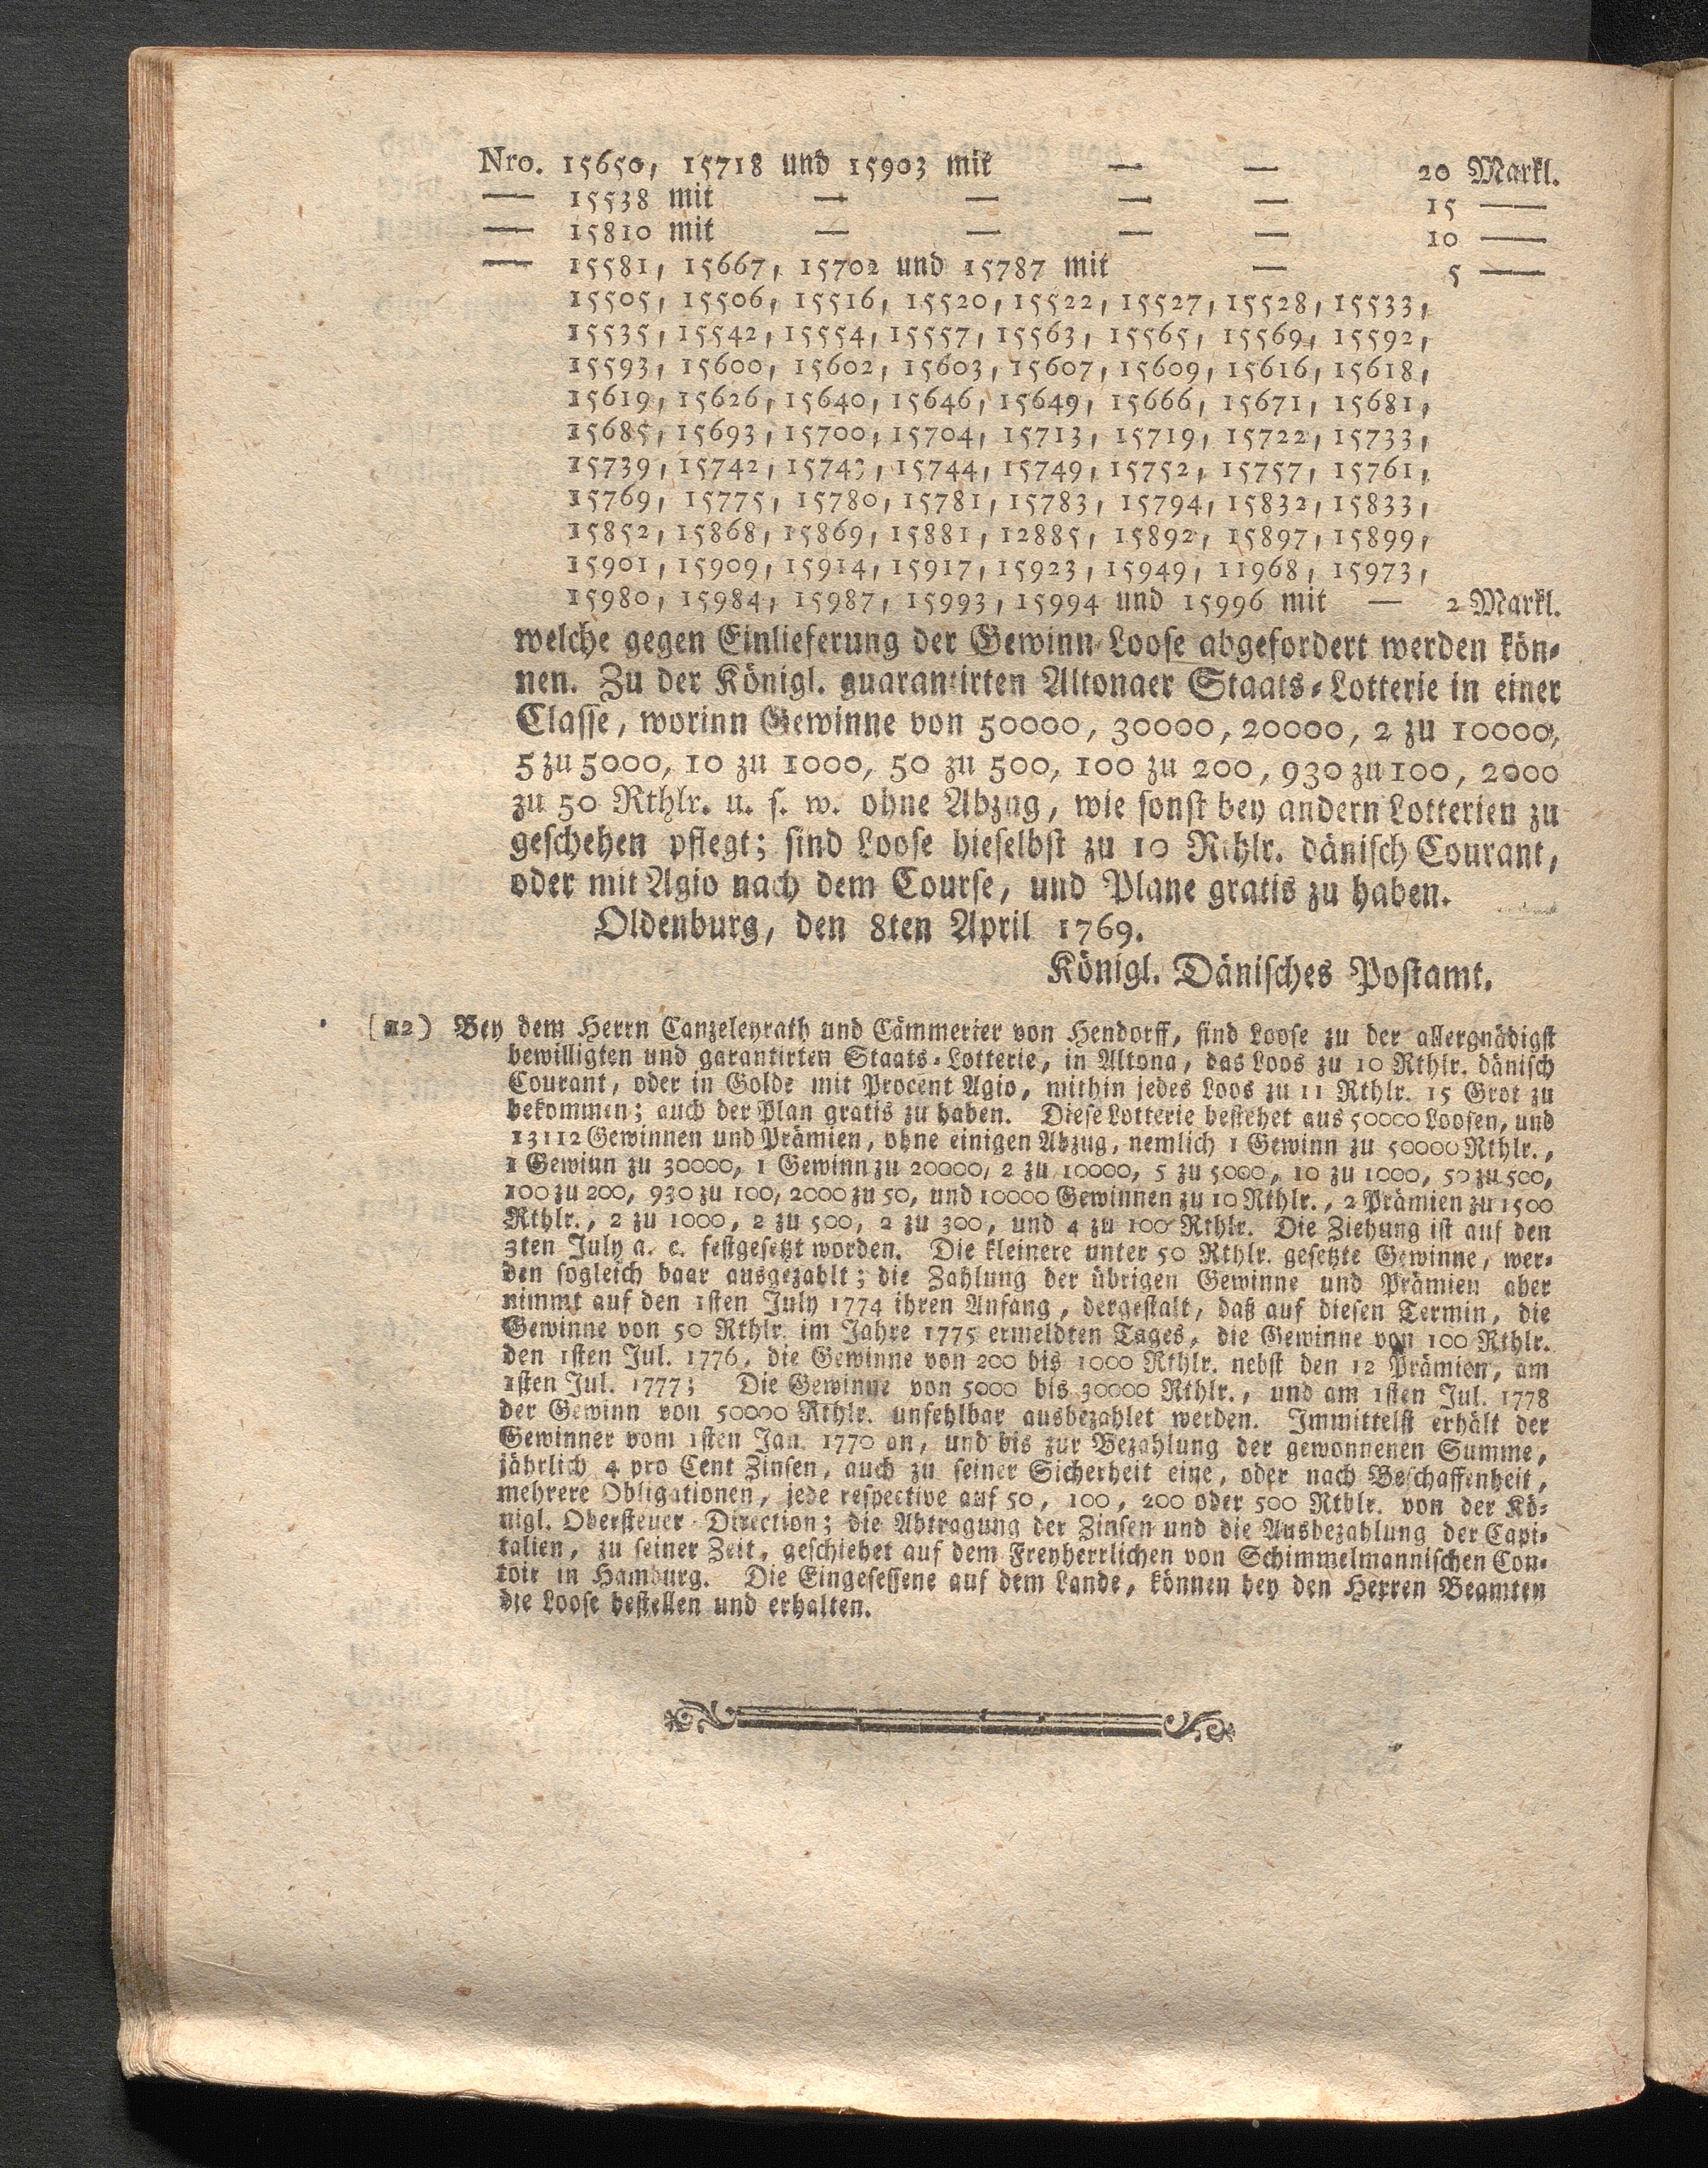 Nro. 15650, 15718 und 15903 mit — — 20 Markl.
— 15538 mit — — — — 15 —
— 15810 mit — — — — 10 —
— 15581, 15667, 15702 und 15787 mit — 5 —
15505, 15506, 15516, 15520, 15522, 15527, 15528, 15533,
15535, 15542, 15554, 15557, 15563, 15565, 15569, 15592,
15593, 15600, 15602, 15603, 15607, 15609, 15616, 15618,
15619, 15626, 15640, 15646, 15649, 15666, 15671, 15681,
15685, 15693, 15700, 15704, 15713, 15719, 15722, 15733,
15739, 15742, 15743, 15744, 15749, 15752, 15757, 15761,
15769, 15775, 15780, 15781, 15783, 15794, 15832, 15833,
15852, 15868, 15869, 15881, 12885, 15892, 15897, 15899,
15901, 15909, 15914, 15917, 15923, 15949, 11968, 15973,
15980, 15984, 15987, 15993, 15994 und 15996 mit — 2 Markl.
welche gegen Einlieferung der Gewinn-Loose abgefordert werden kön-
nen. Zu der Königl. guarantirten Altonaer Staats-Lotterie in einer
Classe, worinn Gewinne von 50000, 30000, 20000, 2 zu 10000,
5 zu 5000, 10 zu 1000, 50 zu 500, 100 zu 200, 930 zu 100, 2000
zu 50 Rthlr. u. s. w. ohne Abzug, wie sonst bey andern Lotterien zu
geschehen pflegt; sind Loose hieselbst zu 10 Rthlr. dänisch Courant,
oder mit Agio nach dem Course, und Plane gratis zu haben.
Oldenburg, den 8ten April 1769.
Königl. Dänisches Postamt.
(12) Bey dem Herrn Canzeleyrath und Cämmerier von Hendorff, sind Loose zu der allergnädigst
bewilligten und garantirten Staats-Lotterie, in Altona, das Loos zu 10 Rthlr. dänisch
Courant, oder in Golde mit Procent Agio, mithin jedes Loos zu 11 Rthlr. 15 Grot zu
bekommen; auch der Plan gratis zu haben. Diese Lotterie bestehet aus 50000 Loosen, und
13112 Gewinnen und Prämien, ohne einigen Abzug, nemlich 1 Gewinn zu 50000 Rthlr.,
1 Gewinn zu 30000, 1 Gewinn zu 20000, 2 zu 10000, 5 zu 5000, 10 zu 1000, 50 zu 500,
100 zu 200, 930 zu 100, 2000 zu 50, und 10000 Gewinnen zu 10 Rthlr., 2 Prämien zu 1500
Rthlr., 2 zu 1000, 2 zu 500, 2 zu 300, und 4 zu 100 Rthlr. Die Ziehung ist auf den
3ten July a. c. festgesetzt worden. Die kleinere unter 50 Rthlr. gesetzte Gewinne, wer-
den sogleich baar ausgezahlt; die Zahlung der übrigen Gewinne und Prämien aber
nimmt auf den 1sten July 1774 ihren Anfang, dergestalt, daß auf diesen Termin, die
Gewinne von 50 Rthlr. im Jahre 1775 ermeldten Tages, die Gewinne von 100 Rthlr.
den 1sten Jul. 1776, die Gewinne von 200 bis 1000 Rthlr. nebst den 12 Prämien, am
1sten Jul. 1777; Die Gewinne von 5000 bis 30000 Rthlr., und am 1sten Jul. 1778
der Gewinn von 50000 Rthlr. unfehlbar ausbezahlet werden. Immittelst erhält der
Gewinner vom 1sten Jan. 1770 an, und bis zur Bezahlung der gewonnenen Summe,
jährlich 4 pro Cent Zinsen, auch zu seiner Sicherheit eine, oder nach Beschaffenheit,
mehrere Obligationen, jede respective auf 50, 100, 200 oder 500 Rthlr. von der Kö-
nigl. Obersteuer-Direction; die Abtragung der Zinsen und die Ausbezahlung der Capi-
talien, zu seiner Zeit, geschiehet auf dem Freyherrlichen von Schimmelmannischen Con-
toir in Hamburg. Die Eingesessene auf dem Lande, können bey den Herren Beamten
die Loose bestellen und erhalten.